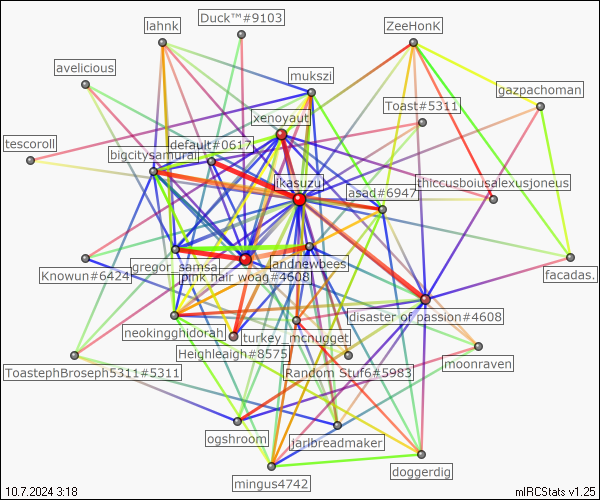 Duck™#9103
lahnk
ZeeHonK
avelicious
mukszi
gazpachoman
Toast#5311
xenoyaut
tescoroll
default#0617
bigcitysamurai
ikasuzu
thiccusboiusalexusjoneus
asad#6947
gregor_samsa
andnewbees
Knowun#6424
pink hair woag#4608
facadas.
disaster of passion#4608
neokingghidorah
turkey_mcnugget
Heighleaigh#8575
moonraven
ToastephBroseph5311#5311
Random Stuf6#5983
ogshroom
jarlbreadmaker
doggerdig
mingus4742
10.7.2024 3:18
mIRCStats v1.25